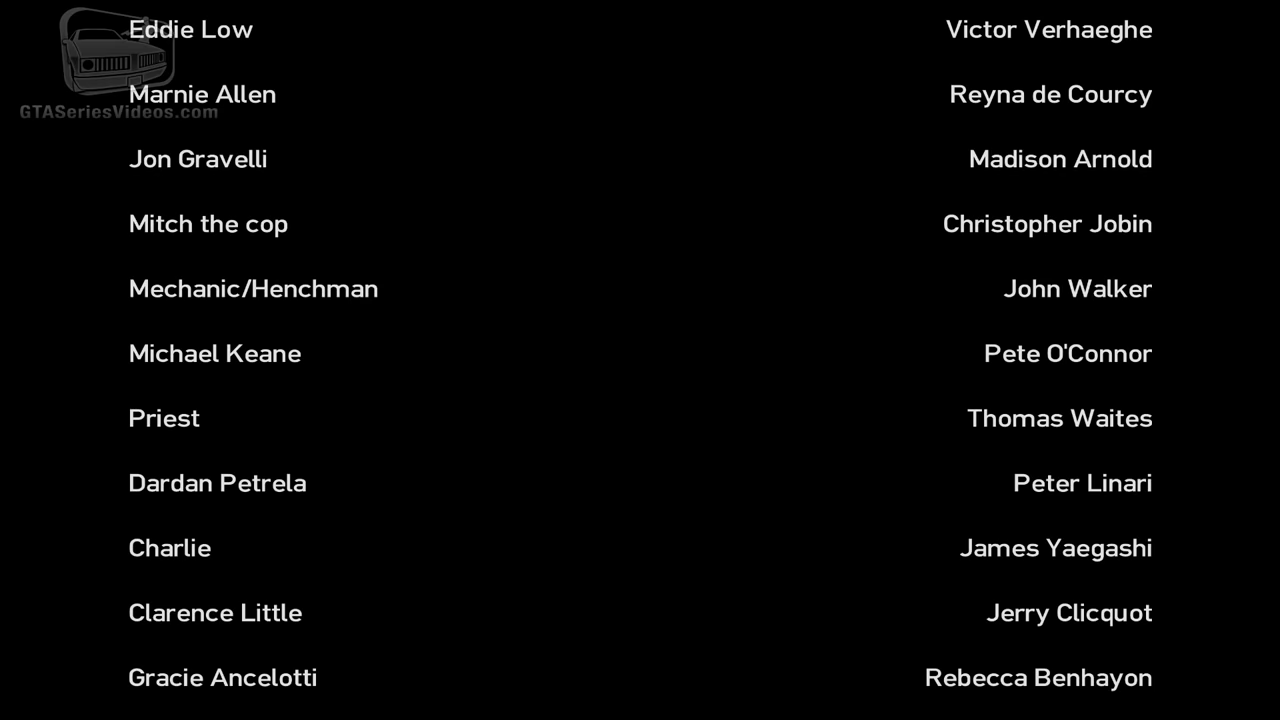 Eddie Low Victor Verhaeghe
Marnie Allen Reyna de Courcy
GTASeriesVideos.com
Jon Gravelli Madison Arnold
Mitch the cop Christopher Jobin
Mechanic/Henchman John Walker
Michael Keane Pete O'Connor
Priest Thomas Waites
Dardan Petrela Peter Linari
Charlie James Yaegashi
Clarence Little Jerry Clicquot
Gracie Ancelotti Rebecca Benhayon